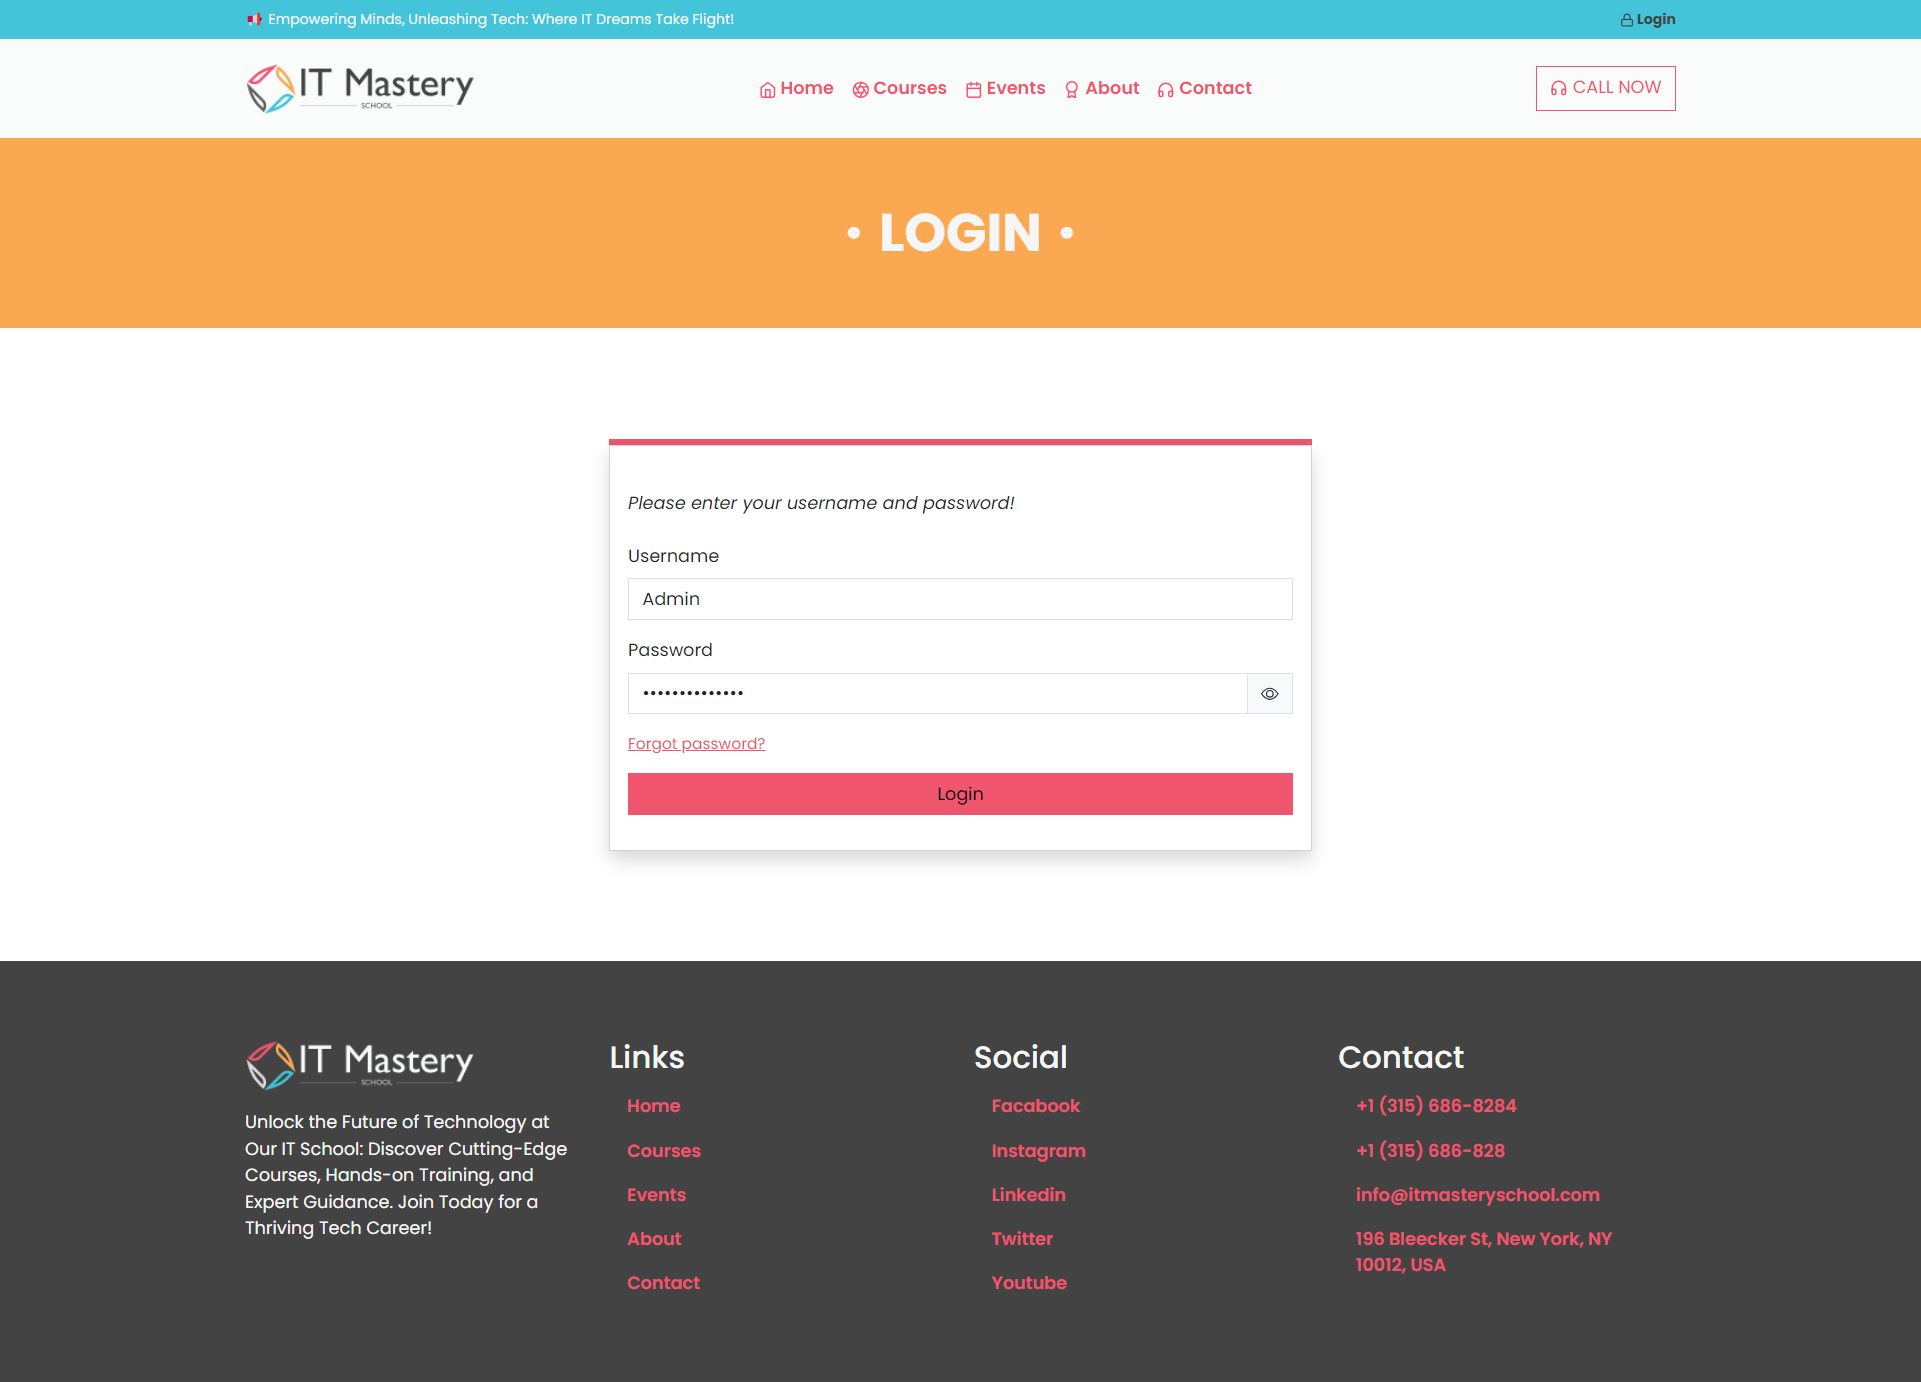 Empowering Minds, Unleashing Tech: Where IT Dreams Take Flight!
Login
IT Mastery
SCHOOL
Home
Courses
Events
About
Contact
CALL NOW
• LOGIN •
Please enter your username and password!
Username
Admin
Password
••••••••••••••
Forgot password?
Login
IT Mastery
SCHOOL
Unlock the Future of Technology at
Our IT School: Discover Cutting-Edge
Courses, Hands-on Training, and
Expert Guidance. Join Today for a
Thriving Tech Career!
Links
Home
Courses
Events
About
Contact
Social
Facabook
Instagram
Linkedin
Twitter
Youtube
Contact
+1 (315) 686-8284
+1 (315) 686-828
info@itmasteryschool.com
196 Bleecker St, New York, NY
10012, USA